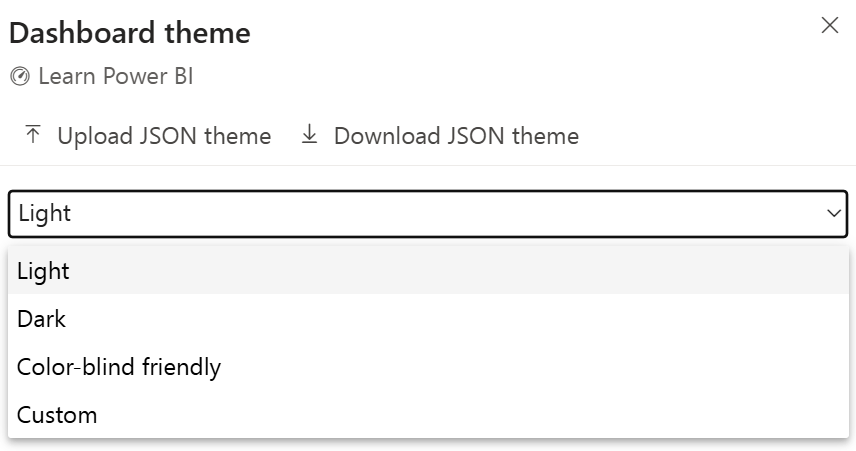 Dashboard theme
Learn Power BI
Upload JSON theme Download JSON theme
Light
Light
Dark
Color-blind friendly
Custom